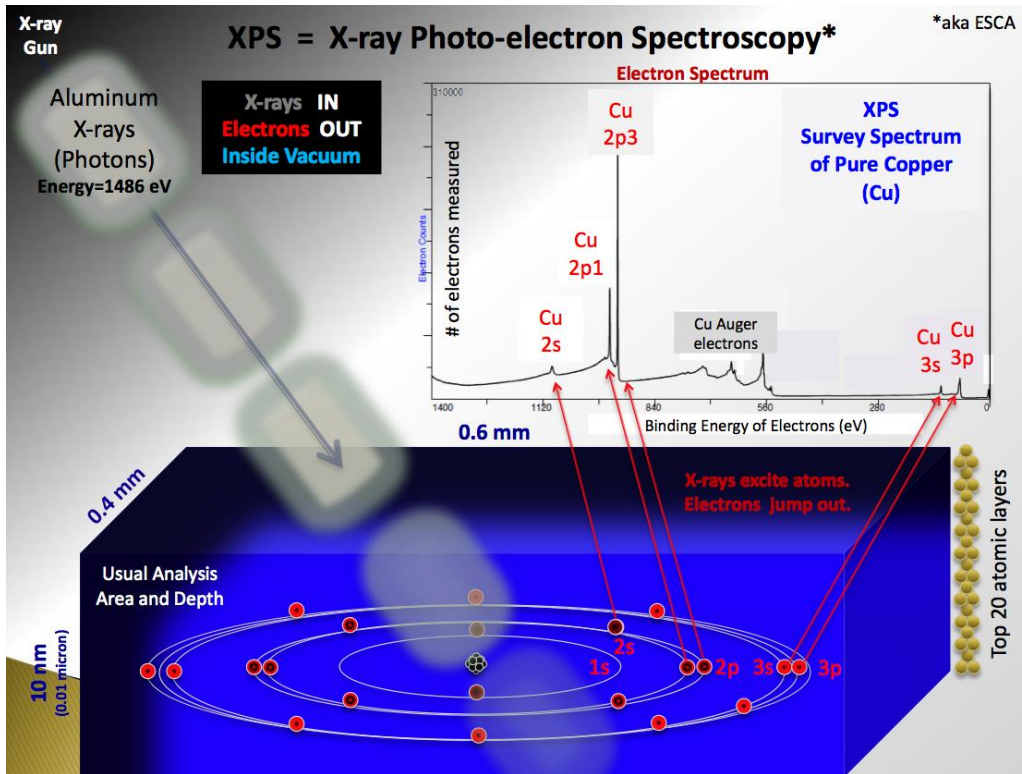 X-ray
Gun
XPS = X-ray Photo-electron Spectroscopy*
*aka ESCA
Aluminum
X-rays
(Photons)
Energy=1486 eV
X-rays IN
Electrons OUT
Inside Vacuum
Electron Spectrum
310000
Electron Counts
# of electrons measured
Cu
2p3
Cu
2p1
Cu
2s
Cu Auger
electrons
XPS
Survey Spectrum
of Pure Copper
(Cu)
Cu
3s
Cu
3p
1400
1120
840
560
280
0
Binding Energy of Electrons (eV)
0.6 mm
0.4 mm
X-rays excite atoms.
Electrons jump out.
Usual Analysis
Area and Depth
10 nm
(0.01 micron)
1s
2s
2p
3s
3p
Top 20 atomic layers